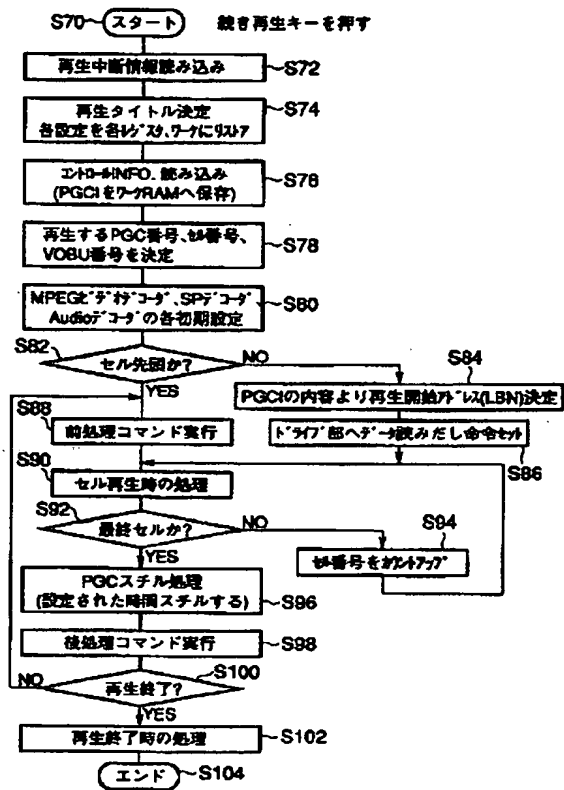 S70 スタート 続き再生キーを押す
再生中断情報読み込み S72
再生タイトル決定 S74
各設定を各レジスタ、ワークにリストア
コントロールINFO. 読み込み S78
(PGCIをワークRAMへ保存)
再生するPGC番号、セル番号、 S78
VOBU番号を決定
MPEGビデオデコーダ、SPデコーダ S80
Audioデコーダの各初期設定
S82 セル先頭か? NO S84
YES PGCIの内容より再生開始アドレス(LBN)決定
S88 前処理コマンド実行 ドライブ部へデータ読みだし命令セット
S86
S90 セル再生時の処理
S92 最終セルか? NO S94
YES セル番号をカウントアップ
PGCスチル処理
(設定された時間スチルする) S96
後処理コマンド実行 S98
NO 再生終了? S100
YES
再生終了時の処理 S102
エンド S104